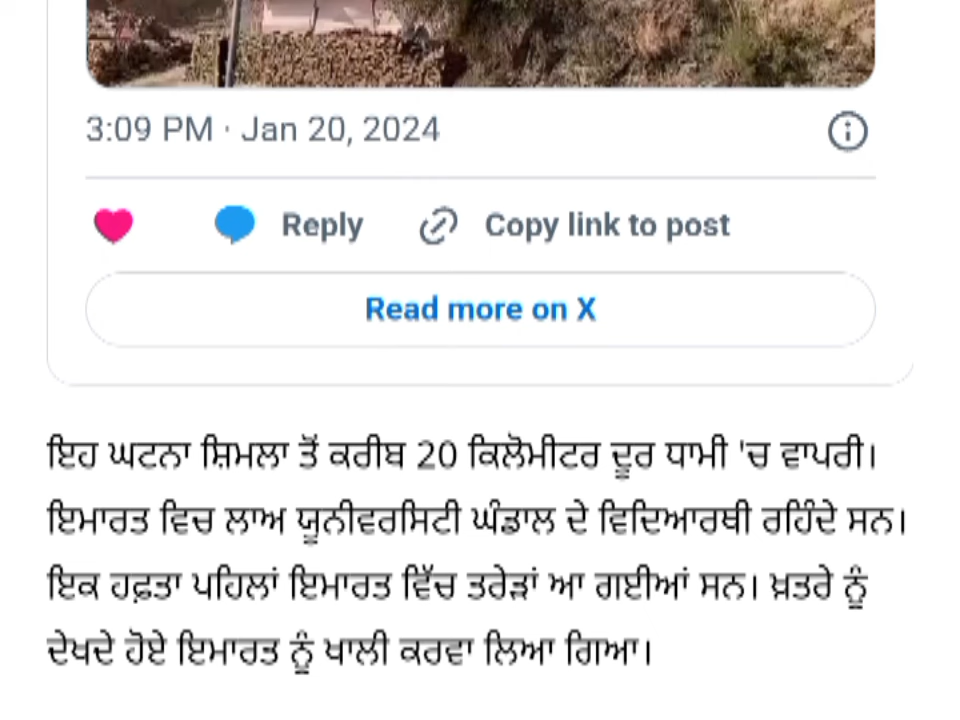 3:09 PM · Jan 20, 2024
Reply Copy link to post
Read more on X
ਇਹ ਘਟਨਾ ਸ਼ਿਮਲਾ ਤੋਂ ਕਰੀਬ 20 ਕਿਲੋਮੀਟਰ ਦੂਰ ਧਾਮੀ 'ਚ ਵਾਪਰੀ।
ਇਮਾਰਤ ਵਿਚ ਲਾਅ ਯੂਨੀਵਰਸਿਟੀ ਘੰਡਾਲ ਦੇ ਵਿਦਿਆਰਥੀ ਰਹਿੰਦੇ ਸਨ।
ਇਕ ਹਫ਼ਤਾ ਪਹਿਲਾਂ ਇਮਾਰਤ ਵਿੱਚ ਤਰੇੜਾਂ ਆ ਗਈਆਂ ਸਨ। ਖ਼ਤਰੇ ਨੂੰ
ਦੇਖਦੇ ਹੋਏ ਇਮਾਰਤ ਨੂੰ ਖਾਲੀ ਕਰਵਾ ਲਿਆ ਗਿਆ।